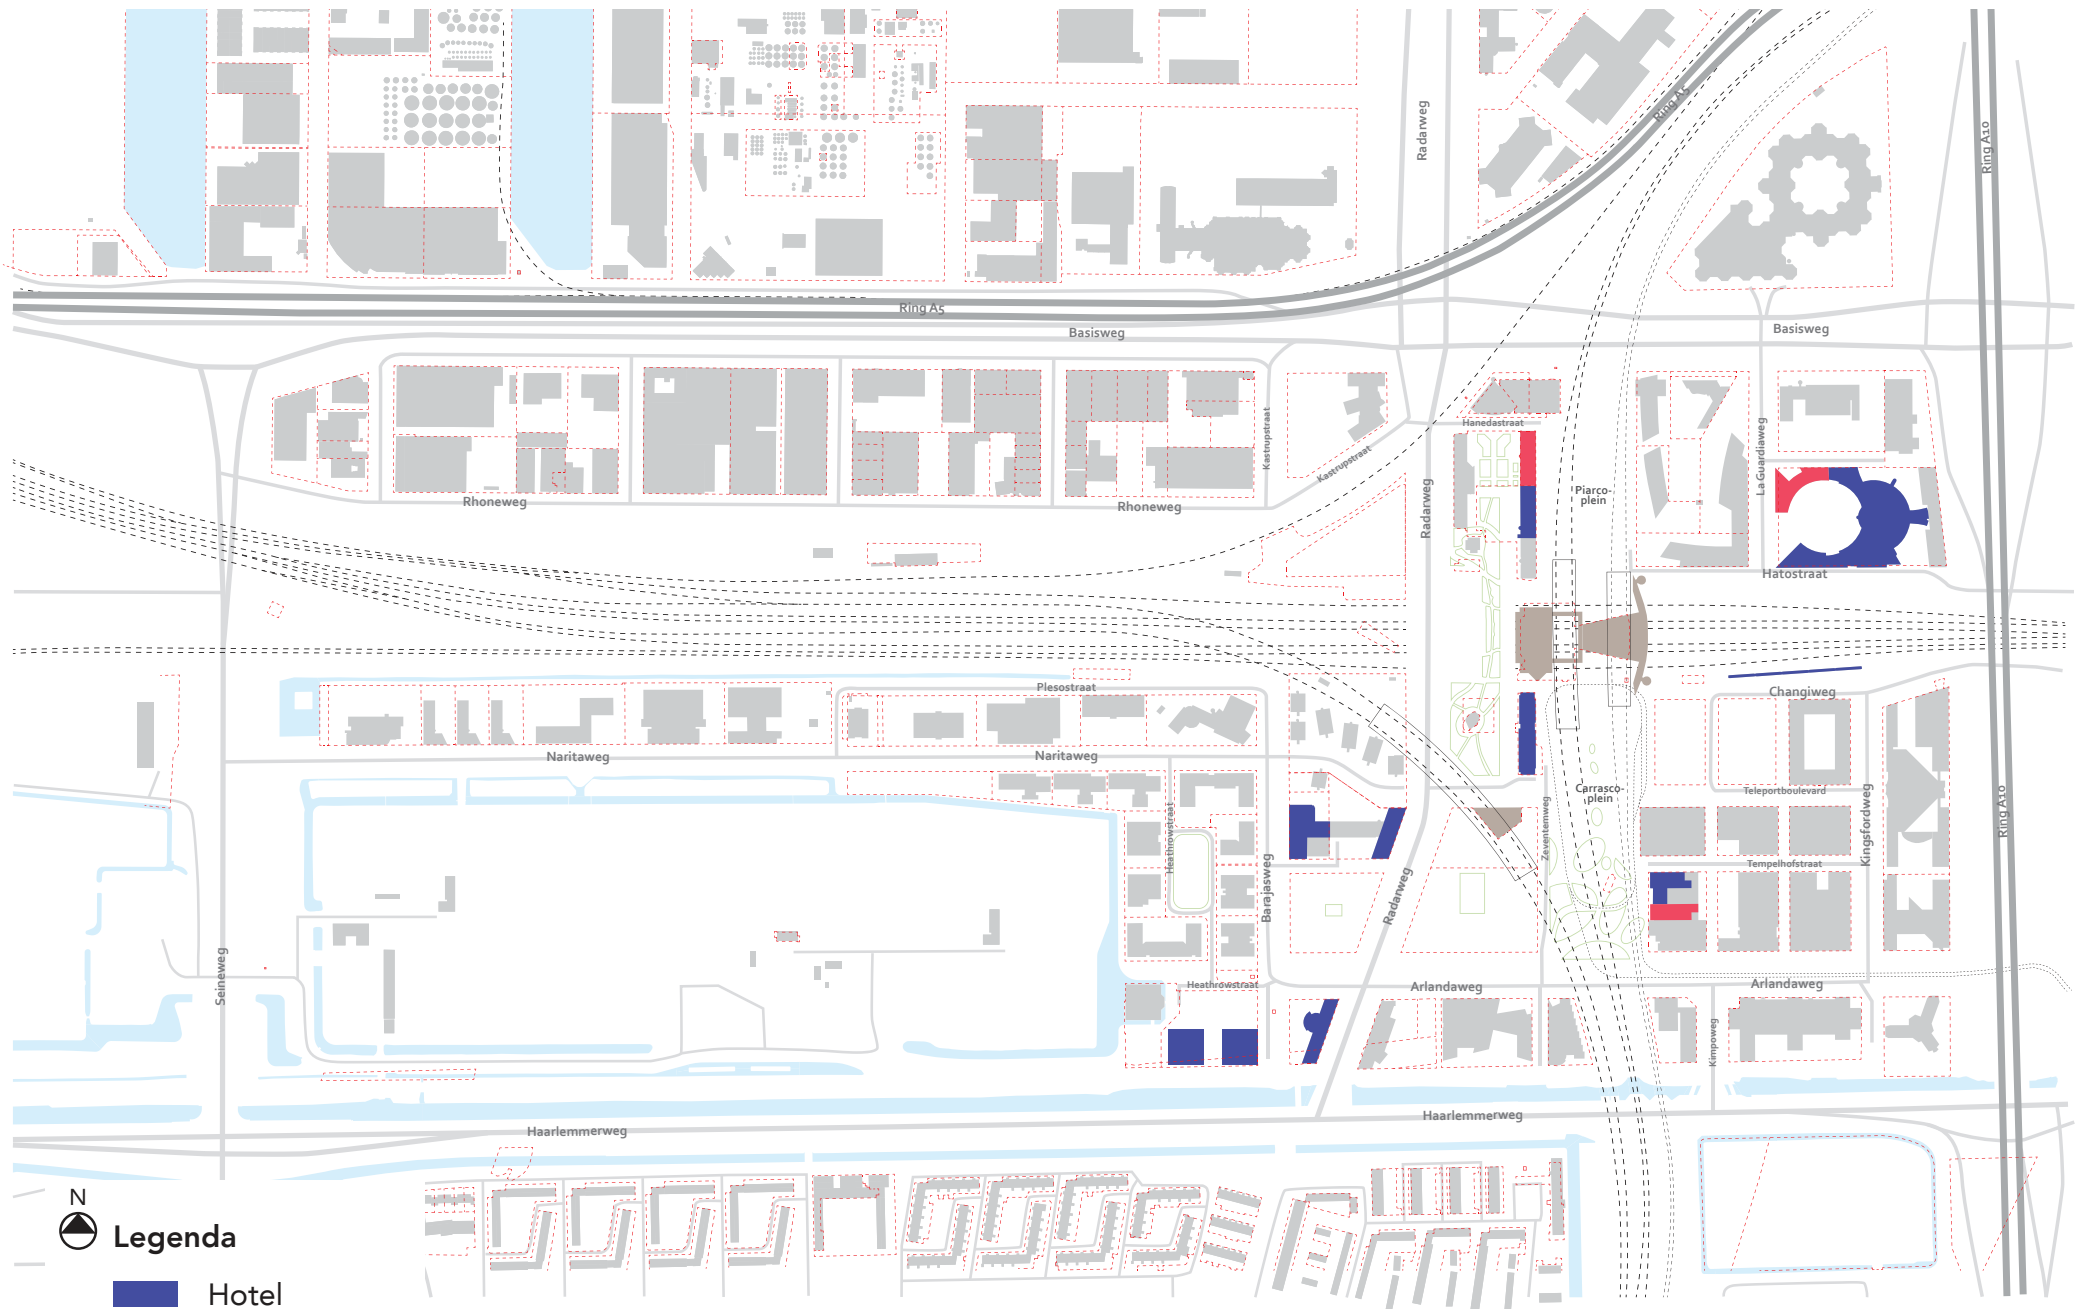 Radarweg
Ring A5
Ring A10
Ring A5
Basisweg
Basisweg
Hanedastraat
Kastrupstraat
Kastrupstraat
La Guardiaweg
Rhoneweg
Rhoneweg
Radarweg
Piarco-
plein
Hatostraat
Plesostraat
Changiweg
Naritaweg
Naritaweg
Carrasco-
plein
Teleportboulevard
Ring A10
Heathrowstraat
Zeventemweg
Kingsfordweg
Tempelhofstraat
Barajasweg
Radarweg
Seineweg
Heathrowstraat
Arlandaweg
Arlandaweg
Kimpoweg
Haarlemmerweg
Haarlemmerweg
N
Legenda
Hotel